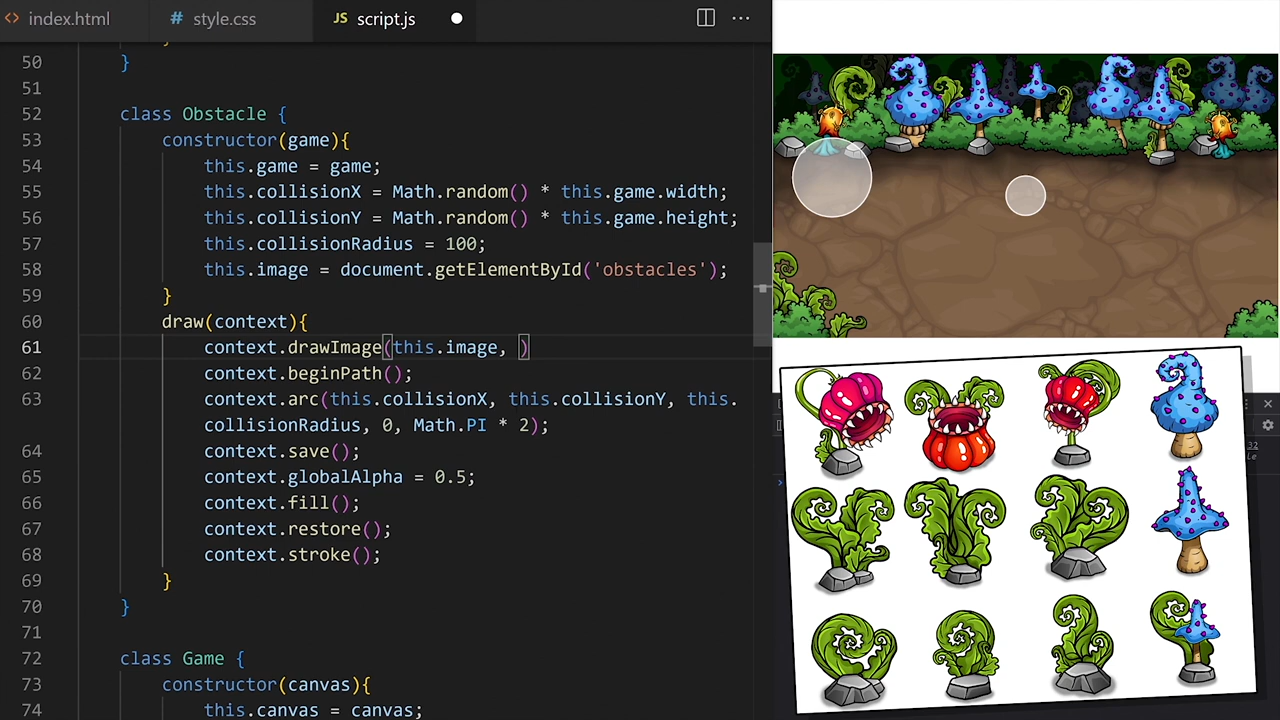 index.html
# style.css
JS script.js
50 }
51
52 class Obstacle {
53 constructor(game){
54 this.game = game;
55 this.collisionX = Math.random() * this.game.width;
56 this.collisionY = Math.random() * this.game.height;
57 this.collisionRadius = 100;
58 this.image = document.getElementById('obstacles');
59 }
60 draw(context){
61 context.drawImage(this.image, )
62 context.beginPath();
63 context.arc(this.collisionX, this.collisionY, this.
collisionRadius, 0, Math.PI * 2);
64 context.save();
65 context.globalAlpha = 0.5;
66 context.fill();
67 context.restore();
68 context.stroke();
69 }
70 }
71
72 class Game {
73 constructor(canvas){
74 this.canvas = canvas;